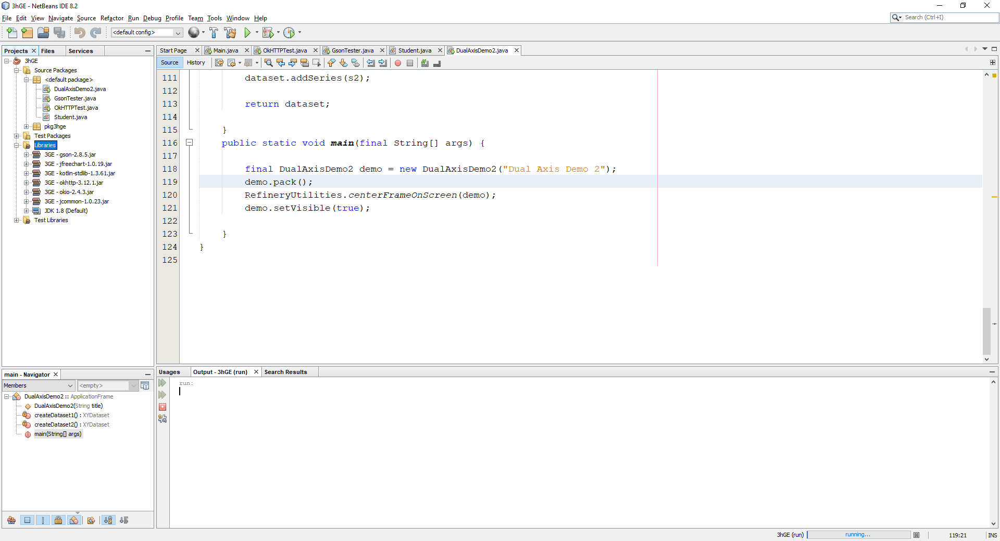 3hGE - NetBeans IDE 8.2
File Edit View Navigate Source Refactor Run Debug Profile Team Tools Window Help
Search (Ctrl+I)
<default config>
Projects Files Services
3hGE
Source Packages
<default package>
DualAxisDemo2.java
GsonTester.java
OkHTTPTest.java
Student.java
pkg3hge
Test Packages
Libraries
3GE - gson-2.8.5.jar
3GE - jfreechart-1.0.19.jar
3GE - kotlin-stdlib-1.3.61.jar
3GE - okhttp-3.12.1.jar
3GE - okio-2.4.3.jar
3GE - jcommon-1.0.23.jar
JDK 1.8 (Default)
Test Libraries
Start Page Main.java OkHTTPTest.java GsonTester.java Student.java DualAxisDemo2.java
Source History
111 dataset.addSeries(s2);
112
113 return dataset;
114
115 }
116 public static void main(final String[] args) {
117
118 final DualAxisDemo2 demo = new DualAxisDemo2("Dual Axis Demo 2");
119 demo.pack();
120 RefineryUtilities.centerFrameOnScreen(demo);
121 demo.setVisible(true);
122
123 }
124 }
125
main - Navigator
Members <empty>
DualAxisDemo2 :: ApplicationFrame
DualAxisDemo2(String title)
createDataset1() : XYDataset
createDataset2() : XYDataset
main(String[] args)
Usages Output - 3hGE (run) Search Results
run:
3hGE (run) running... 119:21 INS